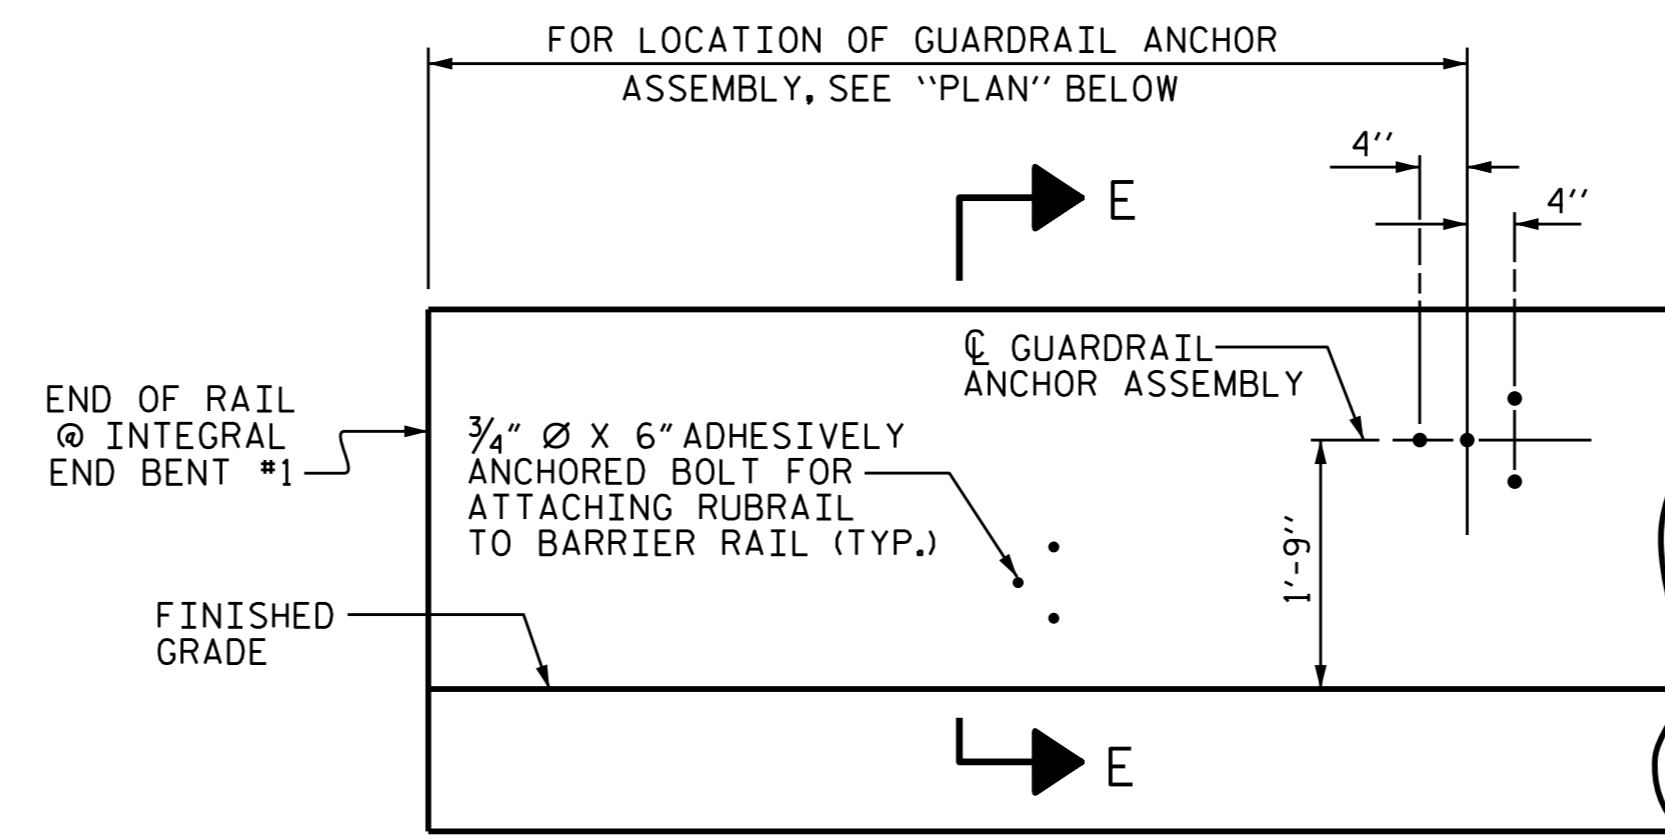 FOR LOCATION OF GUARDRAIL ANCHOR
ASSEMBLY, SEE ‵‵PLAN′′ BELOW
4′′
4′′
E
℄ GUARDRAIL
ANCHOR ASSEMBLY
END OF RAIL
@ INTEGRAL
END BENT #1
¾″ Ø X 6″ ADHESIVELY
ANCHORED BOLT FOR
ATTACHING RUBRAIL
TO BARRIER RAIL (TYP.)
1′-9″
FINISHED
GRADE
E